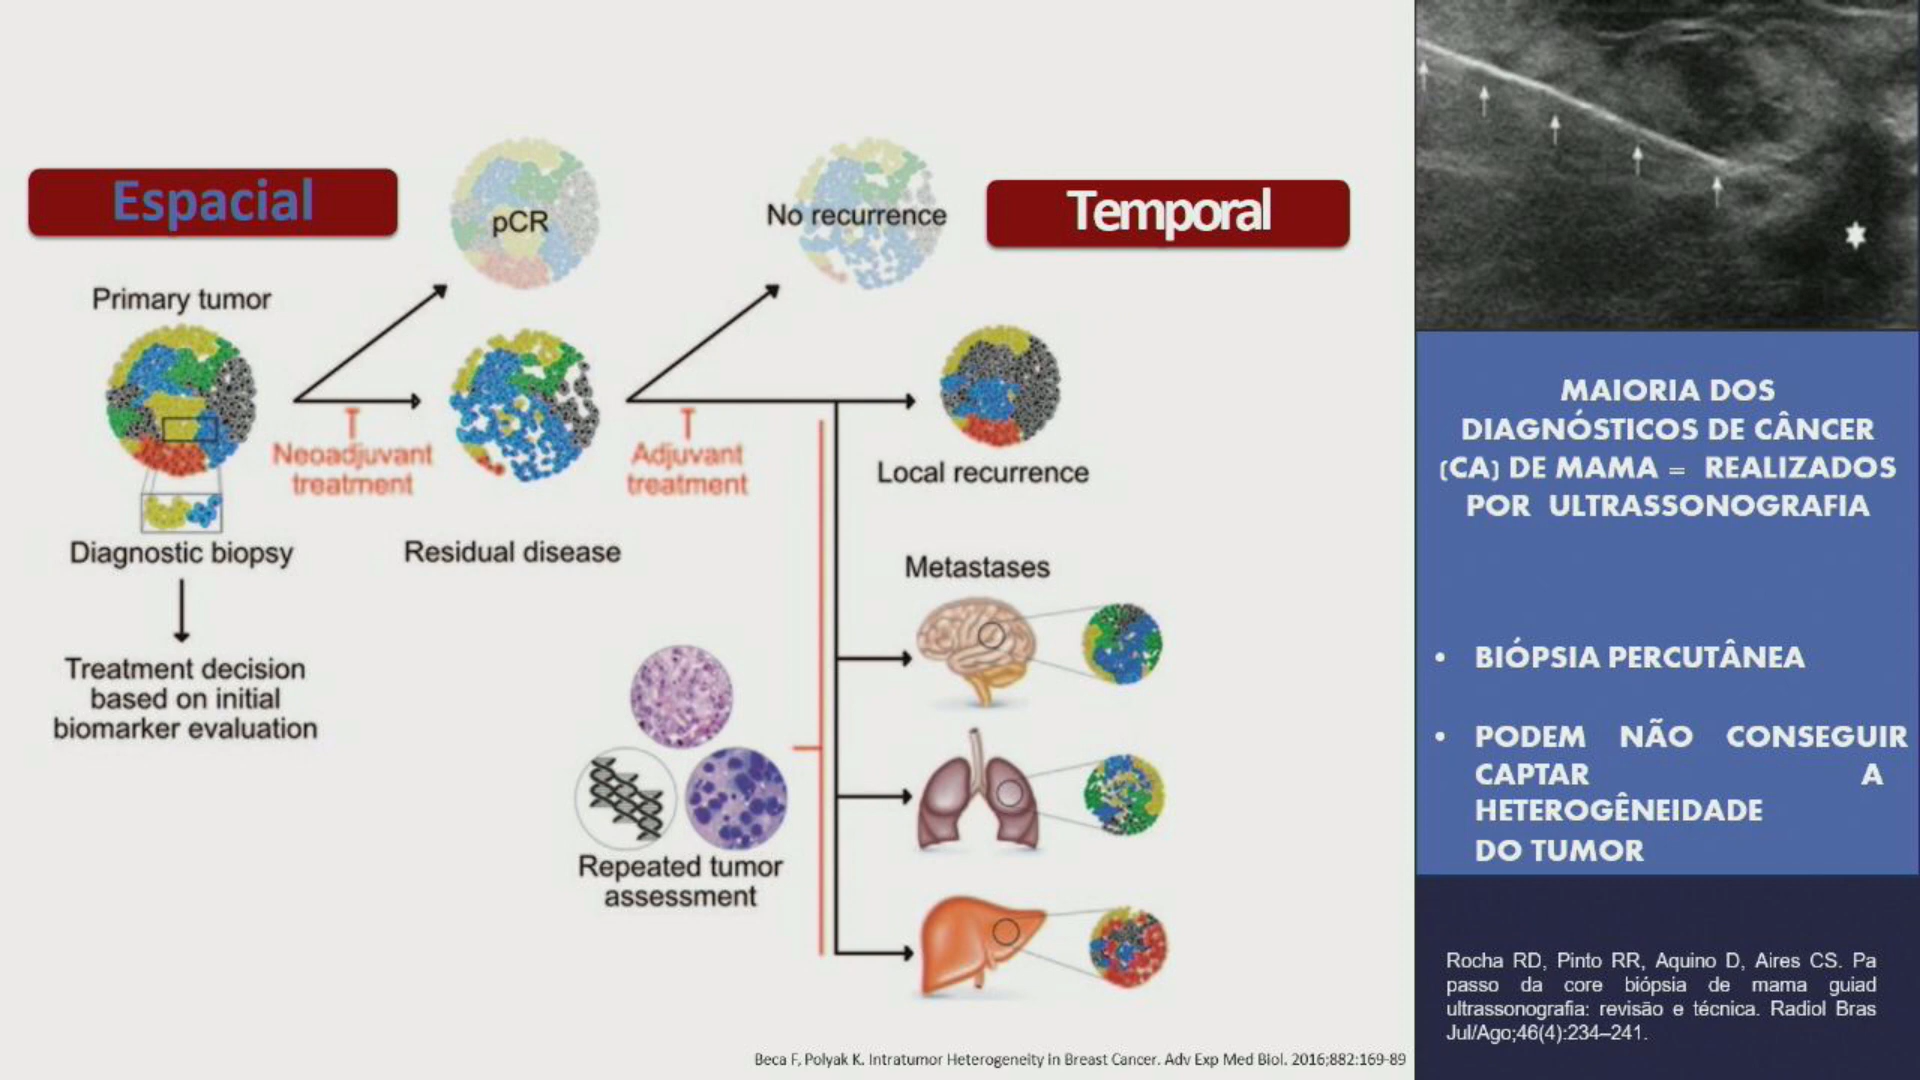 Espacial
pCR
No recurrence
Temporal
Primary tumor
Neoadjuvant
treatment
Adjuvant
treatment
Local recurrence
Diagnostic biopsy
Residual disease
Metastases
Treatment decision
based on initial
biomarker evaluation
Repeated tumor
assessment
Beca F, Polyak K. Intratumor Heterogeneity in Breast Cancer. Adv Exp Med Biol. 2016;882:169-89
MAIORIA DOS
DIAGNÓSTICOS DE CÂNCER
(CA) DE MAMA = REALIZADOS
POR ULTRASSONOGRAFIA
• BIÓPSIA PERCUTÂNEA
• PODEM NÃO CONSEGUIR
CAPTAR A
HETEROGÊNEIDADE
DO TUMOR
Rocha RD, Pinto RR, Aquino D, Aires CS. Pa
passo da core biópsia de mama guiad
ultrassonografia: revisão e técnica. Radiol Bras
Jul/Ago;46(4):234–241.